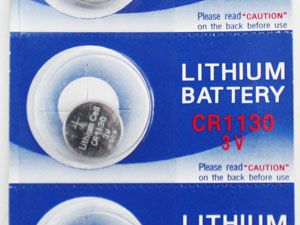 Please read "CAUTION"
on the back before use
LITHIUM
BATTERY
CR1130
3V
Lithium Cell
CR1130
3V
Please read "CAUTION"
on the back before use
LITHIUM